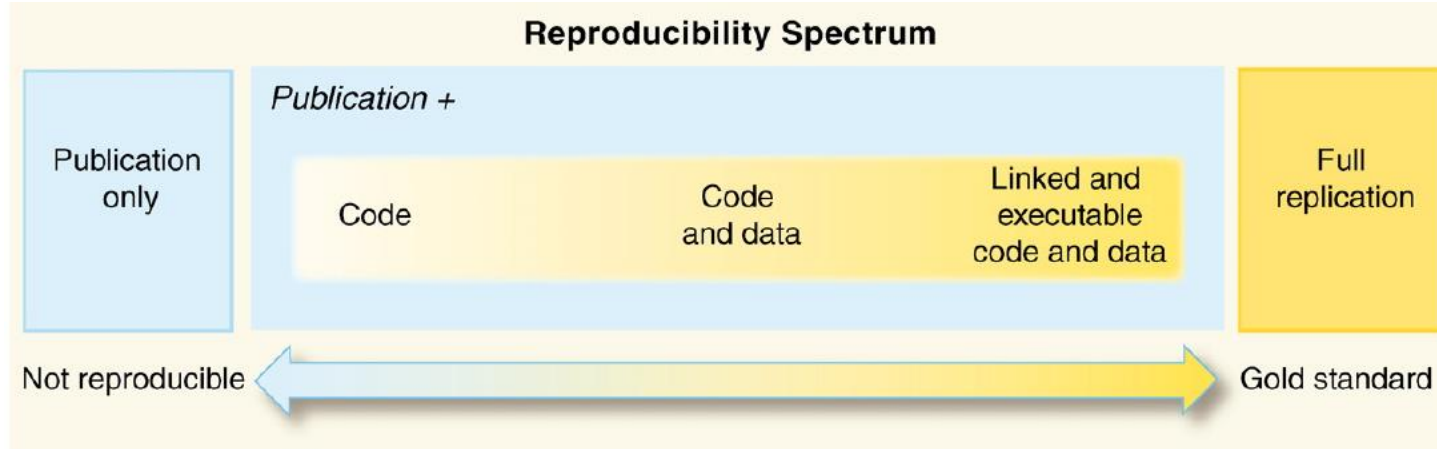 Reproducibility Spectrum
Publication
only
Publication +
Code
Code
and data
Linked and
executable
code and data
Full
replication
Not reproducible
Gold standard